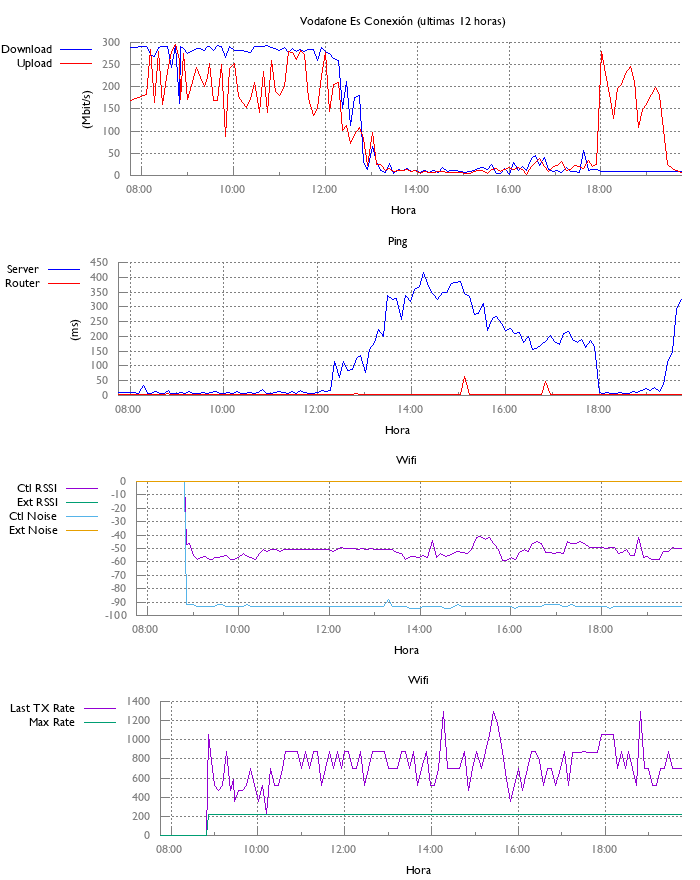 Vodafone Es Conexión (ultimas 12 horas)
Download
Upload
(Mbit/s)
300
250
200
150
100
50
0
08:00 10:00 12:00 14:00 16:00 18:00
Hora
Ping
Server
Router
(ms)
450
400
350
300
250
200
150
100
50
0
08:00 10:00 12:00 14:00 16:00 18:00
Hora
Wifi
Ctl RSSI
Ext RSSI
Ctl Noise
Ext Noise
0
-10
-20
-30
-40
-50
-60
-70
-80
-90
-100
08:00 10:00 12:00 14:00 16:00 18:00
Hora
Wifi
Last TX Rate
Max Rate
1400
1200
1000
800
600
400
200
0
08:00 10:00 12:00 14:00 16:00 18:00
Hora